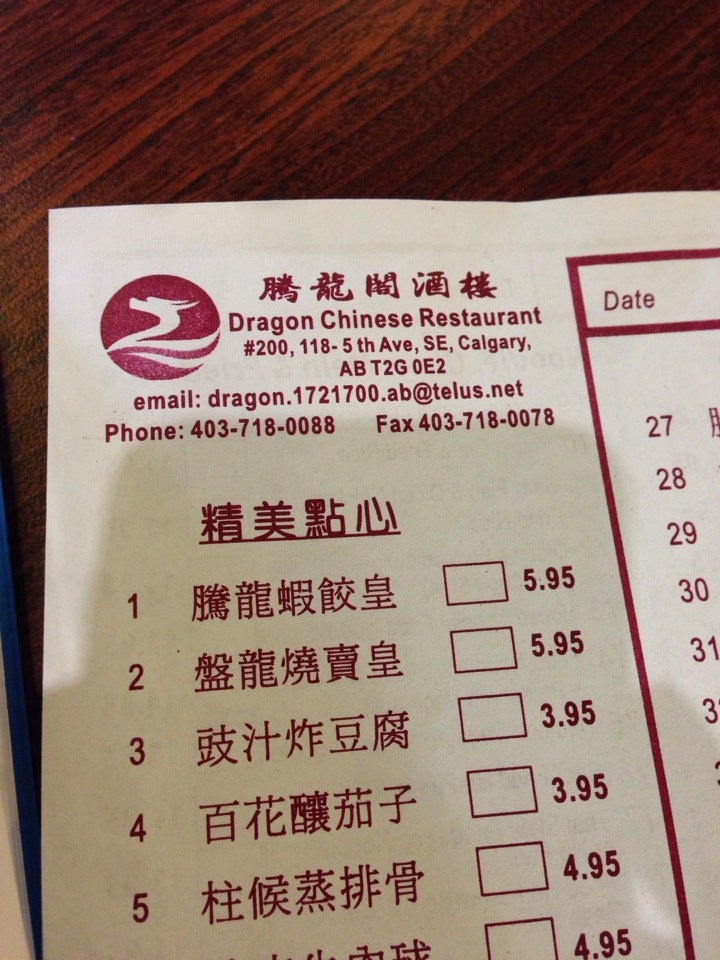 騰龍閣酒楼
Dragon Chinese Restaurant
#200, 118- 5 th Ave, SE, Calgary,
AB T2G 0E2
email: dragon.1721700.ab@telus.net
Phone: 403-718-0088 Fax 403-718-0078
精美點心
1 騰龍蝦餃皇 5.95
2 盤龍燒賣皇 5.95
3 豉汁炸豆腐 3.95
4 百花釀茄子 3.95
5 柱候蒸排骨 4.95
4.95
Date
27
28
29
30
31